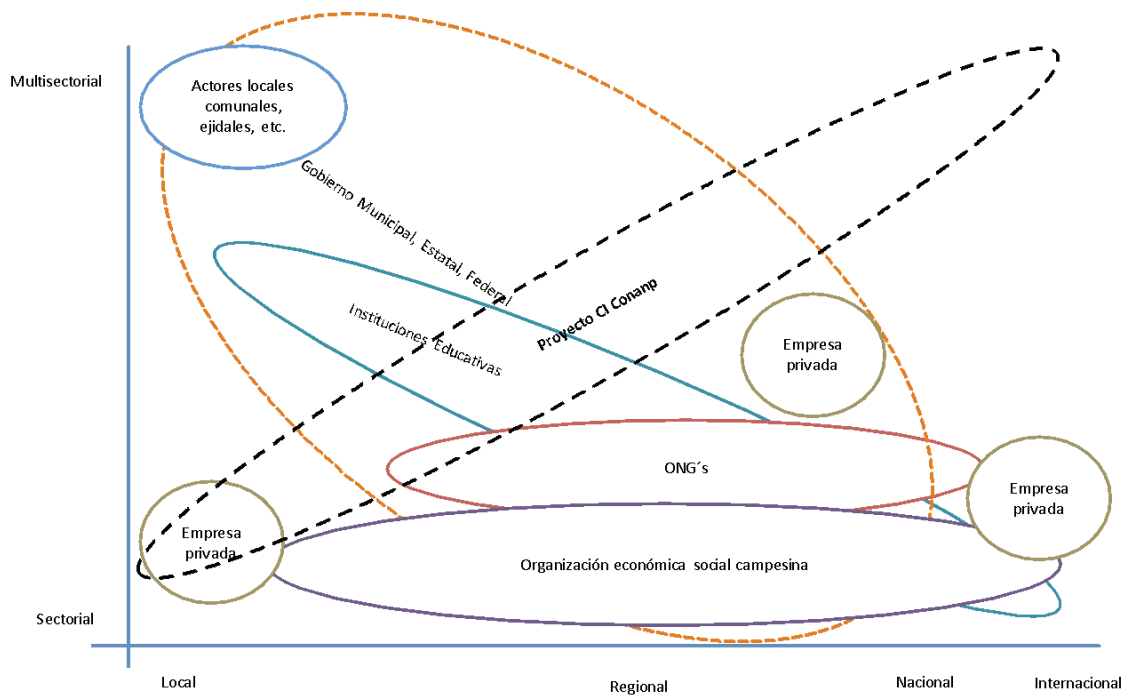 Multisectorial
Actores locales
comunales,
ejidales, etc.
Gobierno Municipal, Estatal, Federal
Instituciones Educativas
Proyecto CI Conanp
Empresa
privada
ONG´s
Empresa
privada
Empresa
privada
Organización económica social campesina
Sectorial
Local
Regional
Nacional
Internacional